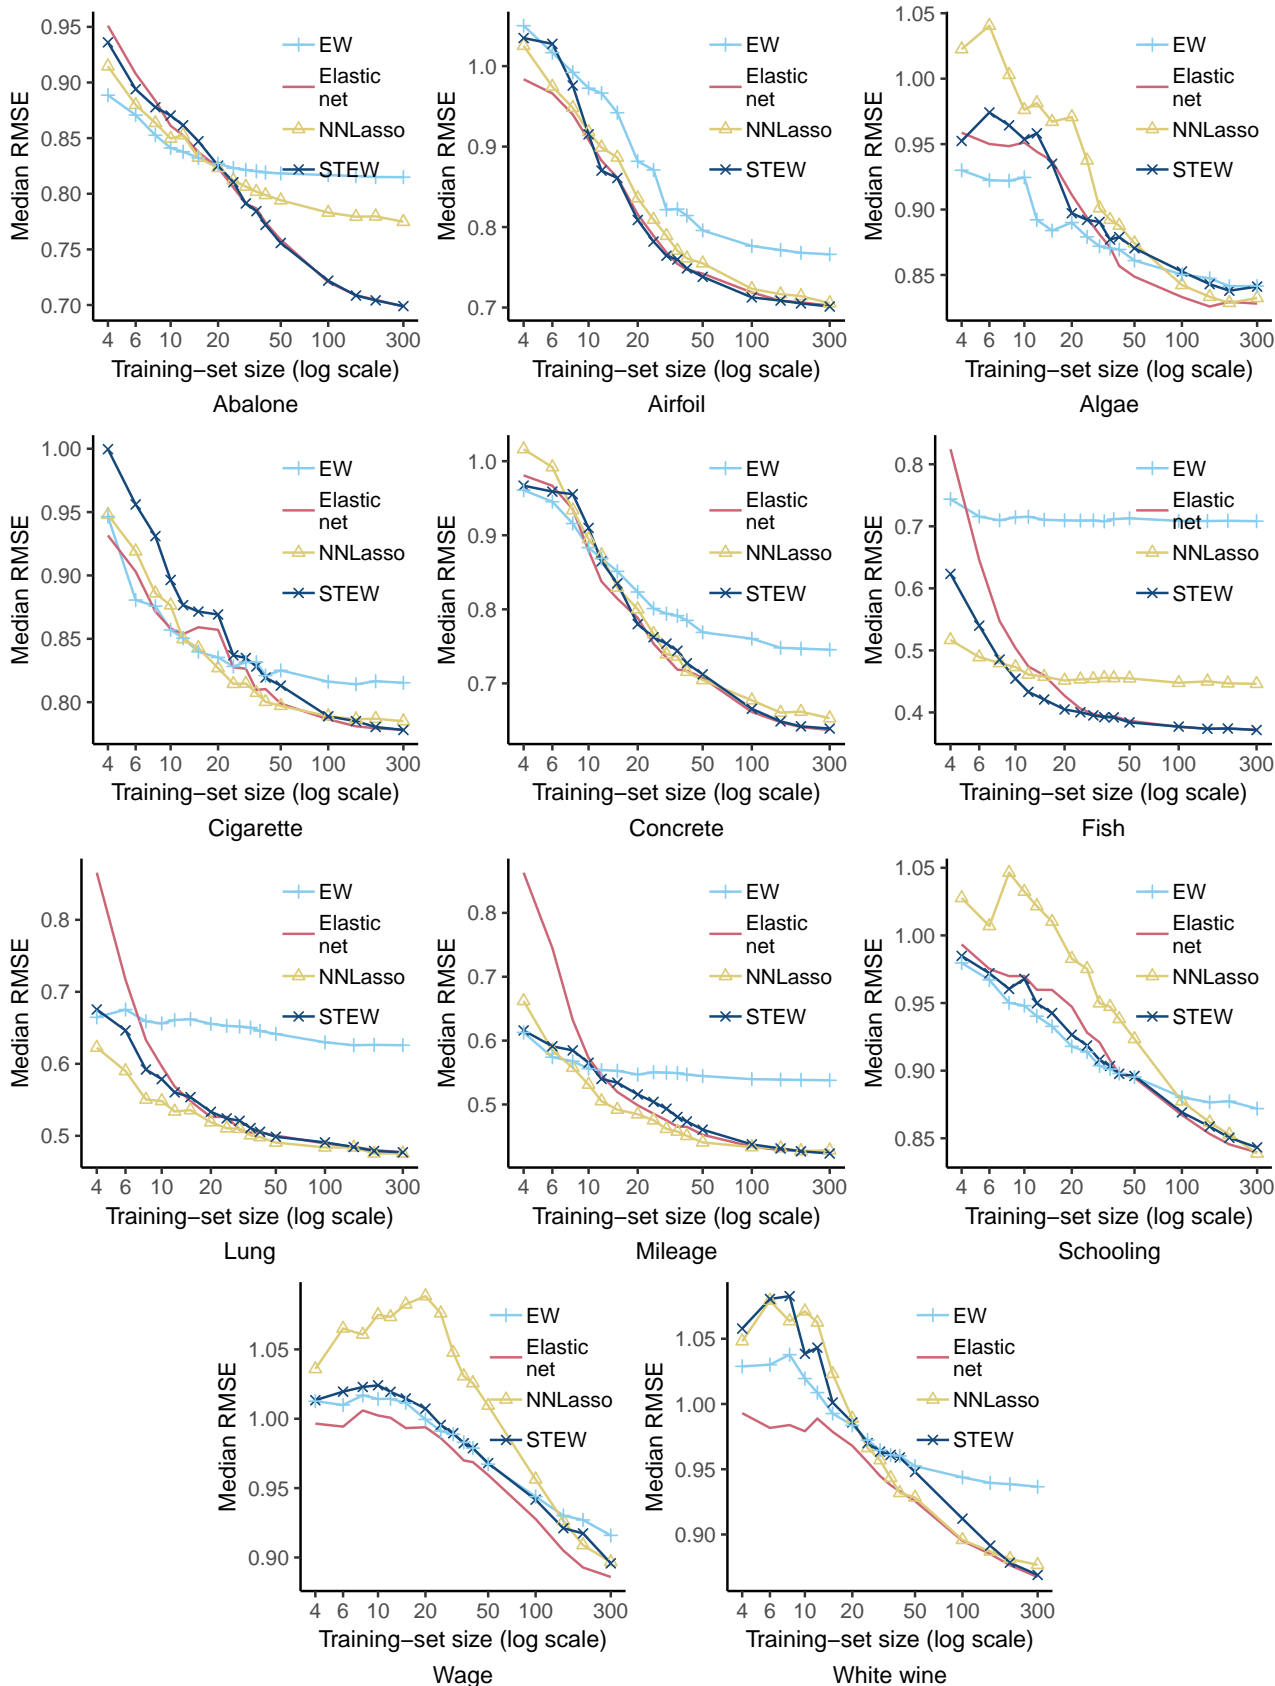 Median RMSE
0.95
0.90
0.85
0.80
0.75
0.70
EW
Elastic
net
NNLasso
STEW
4 6 10 20 50 100 300
Training−set size (log scale)
Abalone
Median RMSE
1.0
0.9
0.8
0.7
EW
Elastic
net
NNLasso
STEW
4 6 10 20 50 100 300
Training−set size (log scale)
Airfoil
Median RMSE
1.05
1.00
0.95
0.90
0.85
EW
Elastic
net
NNLasso
STEW
4 6 10 20 50 100 300
Training−set size (log scale)
Algae
Median RMSE
1.00
0.95
0.90
0.85
0.80
EW
Elastic
net
NNLasso
STEW
4 6 10 20 50 100 300
Training−set size (log scale)
Cigarette
Median RMSE
1.0
0.9
0.8
0.7
EW
Elastic
net
NNLasso
STEW
4 6 10 20 50 100 300
Training−set size (log scale)
Concrete
Median RMSE
0.8
0.7
0.6
0.5
0.4
EW
Elastic
net
NNLasso
STEW
4 6 10 20 50 100 300
Training−set size (log scale)
Fish
Median RMSE
0.8
0.7
0.6
0.5
EW
Elastic
net
NNLasso
STEW
4 6 10 20 50 100 300
Training−set size (log scale)
Lung
Median RMSE
0.8
0.7
0.6
0.5
EW
Elastic
net
NNLasso
STEW
4 6 10 20 50 100 300
Training−set size (log scale)
Mileage
Median RMSE
1.05
1.00
0.95
0.90
0.85
EW
Elastic
net
NNLasso
STEW
4 6 10 20 50 100 300
Training−set size (log scale)
Schooling
Median RMSE
1.05
1.00
0.95
0.90
EW
Elastic
net
NNLasso
STEW
4 6 10 20 50 100 300
Training−set size (log scale)
Wage
Median RMSE
1.05
1.00
0.95
0.90
EW
Elastic
net
NNLasso
STEW
4 6 10 20 50 100 300
Training−set size (log scale)
White wine